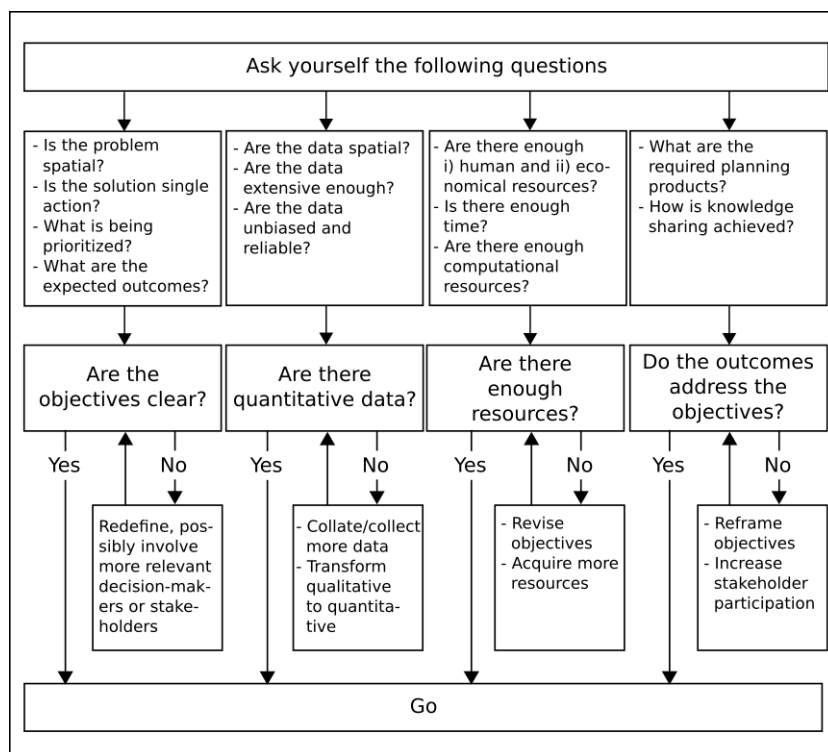 Ask yourself the following questions
- Is the problem
spatial?
- Is the solution single
action?
- What is being
prioritized?
- What are the
expected outcomes?
- Are the data spatial?
- Are the data
extensive enough?
- Are the data
unbiased and
reliable?
- Are there enough
i) human and ii) eco-
nomical resources?
- Is there enough
time?
- Are there enough
computational
resources?
- What are the
required planning
products?
- How is knowledge
sharing achieved?
Are the
objectives clear?
Are there
quantitative data?
Are there
enough
resources?
Do the outcomes
address the
objectives?
Yes
No
Yes
No
Yes
No
Yes
No
Redefine, pos-
sibly involve
more relevant
decision-mak-
ers or stake-
holders
- Collate/collect
more data
- Transform
qualitative
to quantita-
tive
- Revise
objectives
- Acquire more
resources
- Reframe
objectives
- Increase
stakeholder
participation
Go